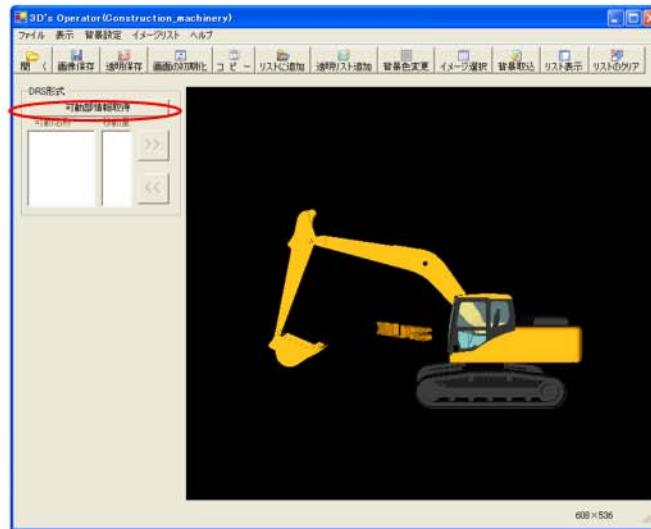 3D's Operator(Construction_machinery)
ファイル 表示 背景設定 イメージリスト ヘルプ
開 く 画像保存 透明保存 画面の初期化 コ ピ ー リストに追加 透明リスト追加 背景色変更 イメージ選択 背景取込 リスト表示 リストのクリア
DRS形式
可動部情報取得
可動名称 移動量
>>
<<
608×536